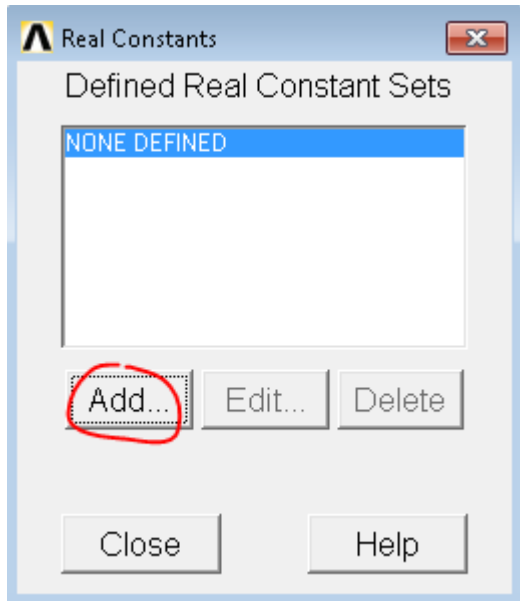 Real Constants
Defined Real Constant Sets
NONE DEFINED
Add... Edit... Delete
Close Help